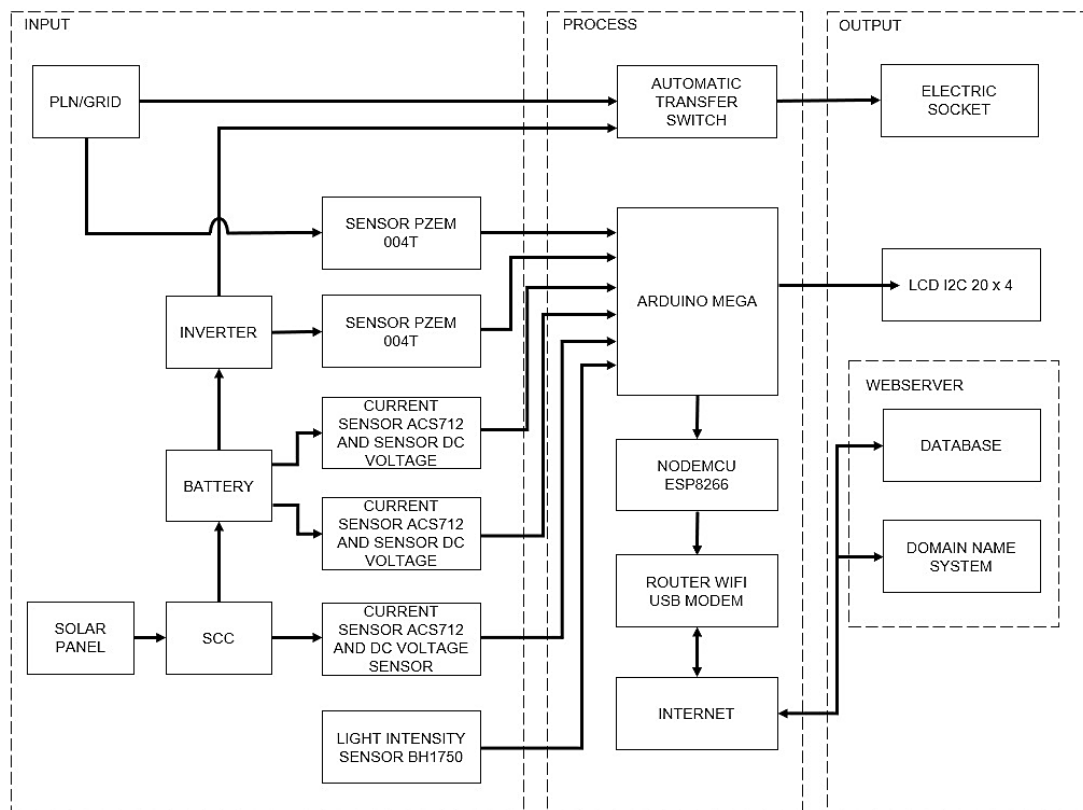 INPUT
PROCESS
OUTPUT
PLN/GRID
AUTOMATIC
TRANSFER
SWITCH
ELECTRIC
SOCKET
SENSOR PZEM
004T
ARDUINO MEGA
LCD I2C 20 x 4
INVERTER
SENSOR PZEM
004T
WEBSERVER
CURRENT
SENSOR ACS712
AND SENSOR DC
VOLTAGE
DATABASE
BATTERY
NODEMCU
ESP8266
CURRENT
SENSOR ACS712
AND SENSOR DC
VOLTAGE
DOMAIN NAME
SYSTEM
ROUTER WIFI
USB MODEM
SOLAR
PANEL
SCC
CURRENT
SENSOR ACS712
AND DC VOLTAGE
SENSOR
INTERNET
LIGHT INTENSITY
SENSOR BH1750